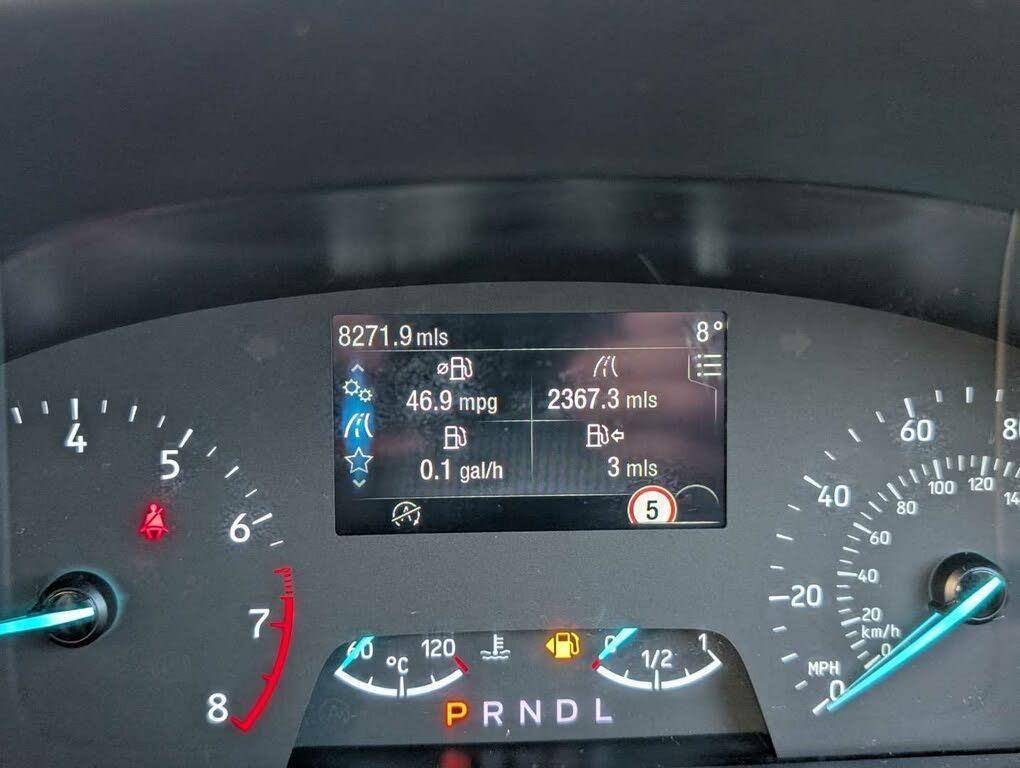 8271.9 mls 8°
46.9 mpg 2367.3 mls
0.1 gal/h 3 mls
A 5
4
5
6
7
8
60 °C 120
0 1/2 1
P R N D L
MPH
0 20 40 60 80
km/h
0 20 40 60 80 100 120